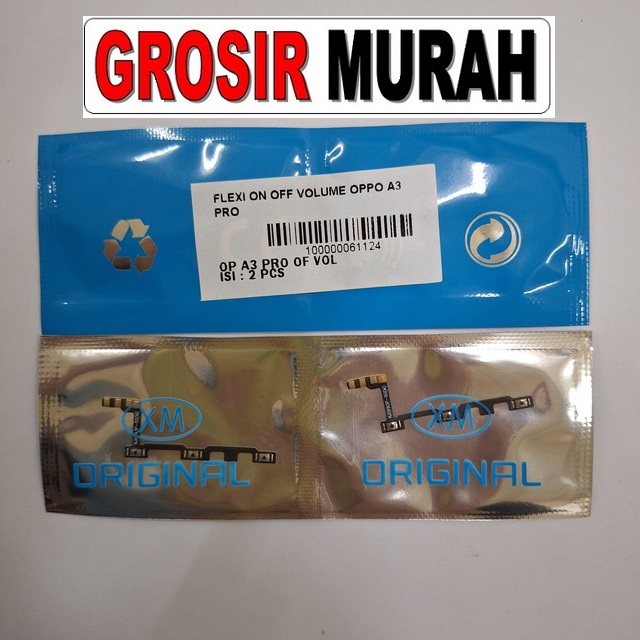 GROSIR MURAH
FLEXI ON OFF VOLUME OPPO A3
PRO
100000061124
OP A3 PRO OF VOL
ISI : 2 PCS
XM
ORIGINAL
XM
ORIGINAL